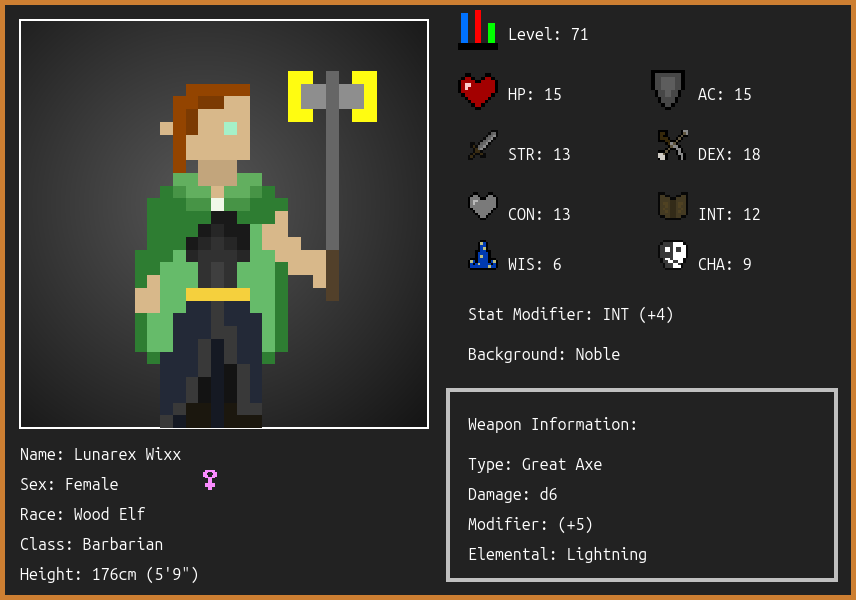 Level: 71
HP: 15
AC: 15
STR: 13
DEX: 18
CON: 13
INT: 12
WIS: 6
CHA: 9
Stat Modifier: INT (+4)
Background: Noble
Weapon Information:
Type: Great Axe
Damage: d6
Modifier: (+5)
Elemental: Lightning
Name: Lunarex Wixx
Sex: Female
Race: Wood Elf
Class: Barbarian
Height: 176cm (5'9")